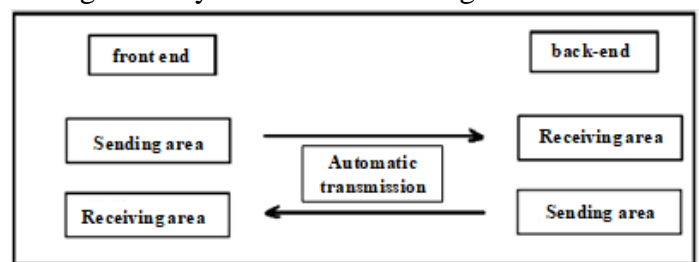 front end
back-end
Sending area
Receiving area
Automatic
transmission
Receiving area
Sending area